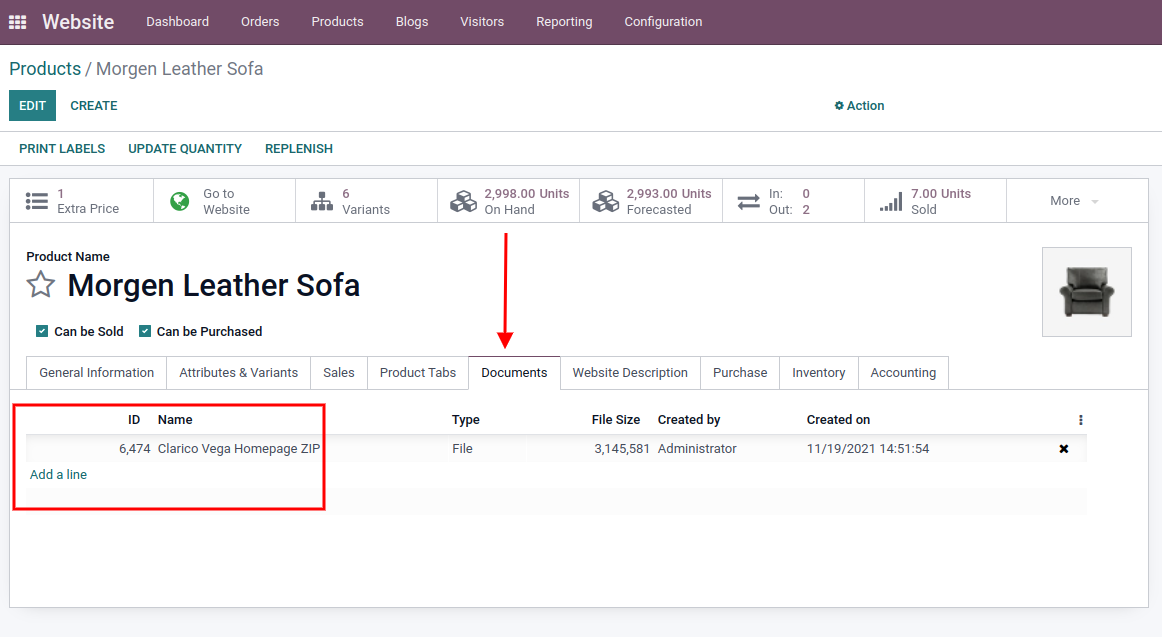 Website Dashboard Orders Products Blogs Visitors Reporting Configuration
Products / Morgen Leather Sofa
EDIT CREATE Action
PRINT LABELS UPDATE QUANTITY REPLENISH
1
Extra Price
Go to
Website
6
Variants
2,998.00 Units
On Hand
2,993.00 Units
Forecasted
In: 0
Out: 2
7.00 Units
Sold
More
Product Name
Morgen Leather Sofa
Can be Sold Can be Purchased
General Information Attributes & Variants Sales Product Tabs Documents Website Description Purchase Inventory Accounting
ID Name Type File Size Created by Created on
6,474 Clarico Vega Homepage ZIP File 3,145,581 Administrator 11/19/2021 14:51:54
Add a line